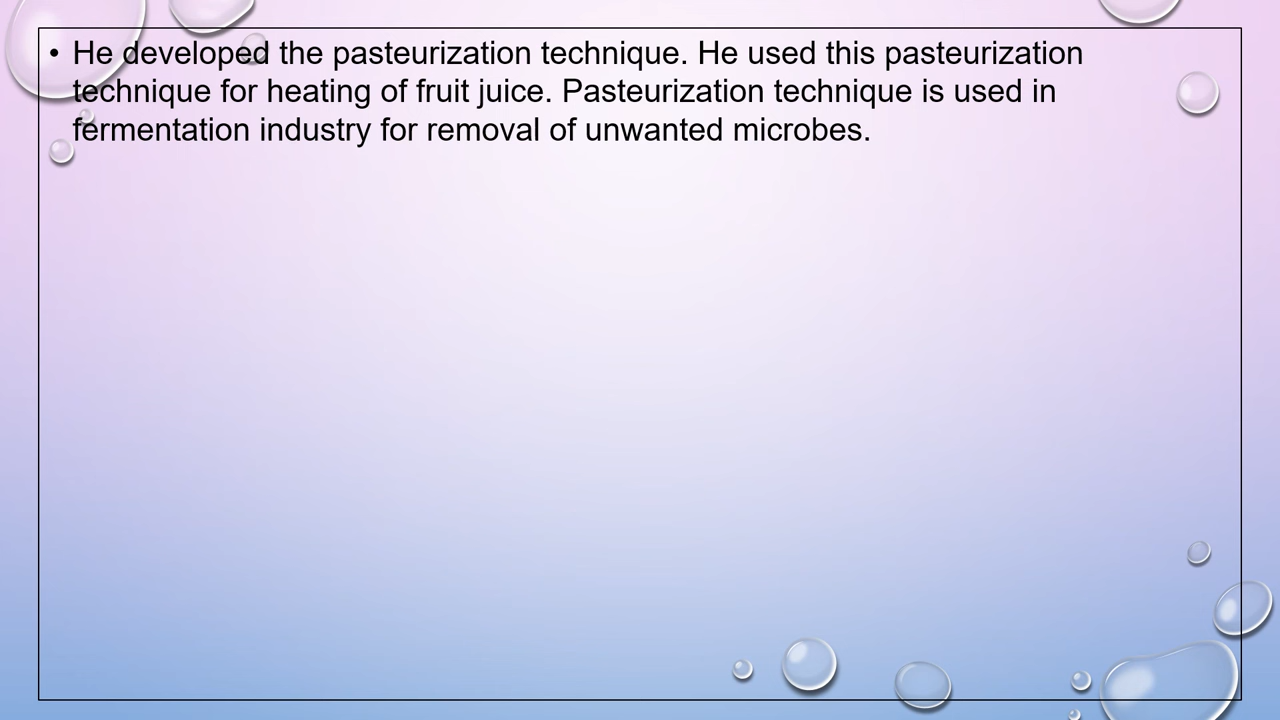 • He developed the pasteurization technique. He used this pasteurization
technique for heating of fruit juice. Pasteurization technique is used in
fermentation industry for removal of unwanted microbes.